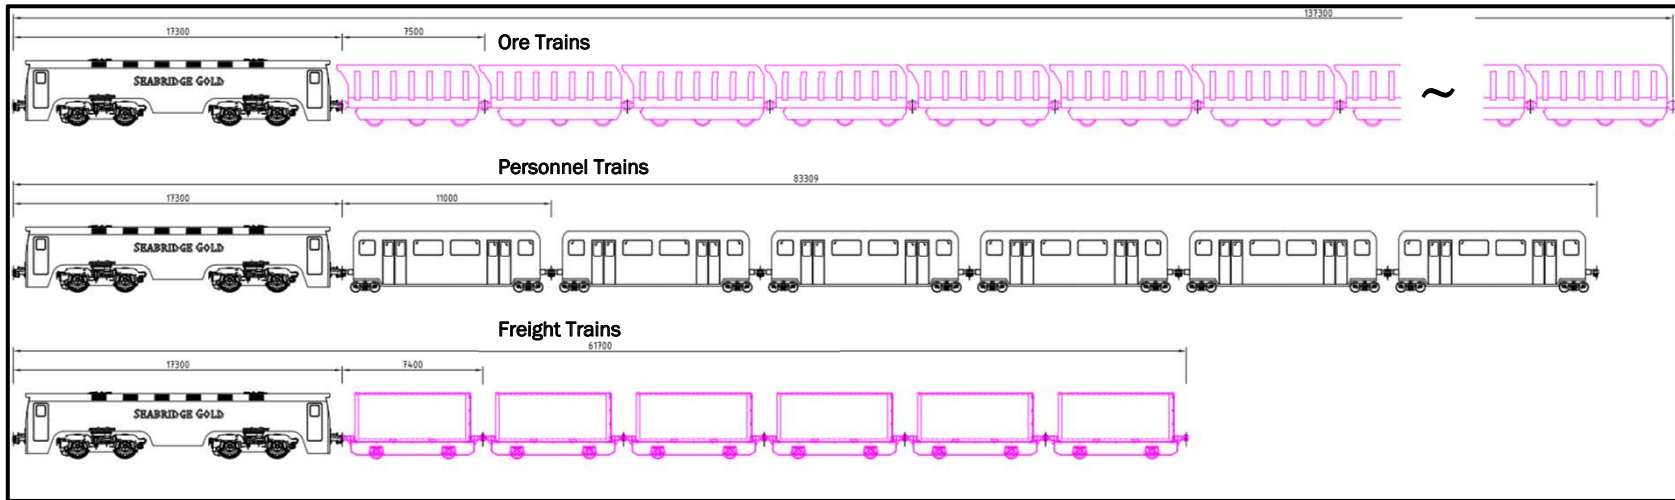 137300
17300 7500
Ore Trains
SEABRIDGE GOLD
~
Personnel Trains
83309
17300 11000
SEABRIDGE GOLD
Freight Trains
61700
17300 7400
SEABRIDGE GOLD